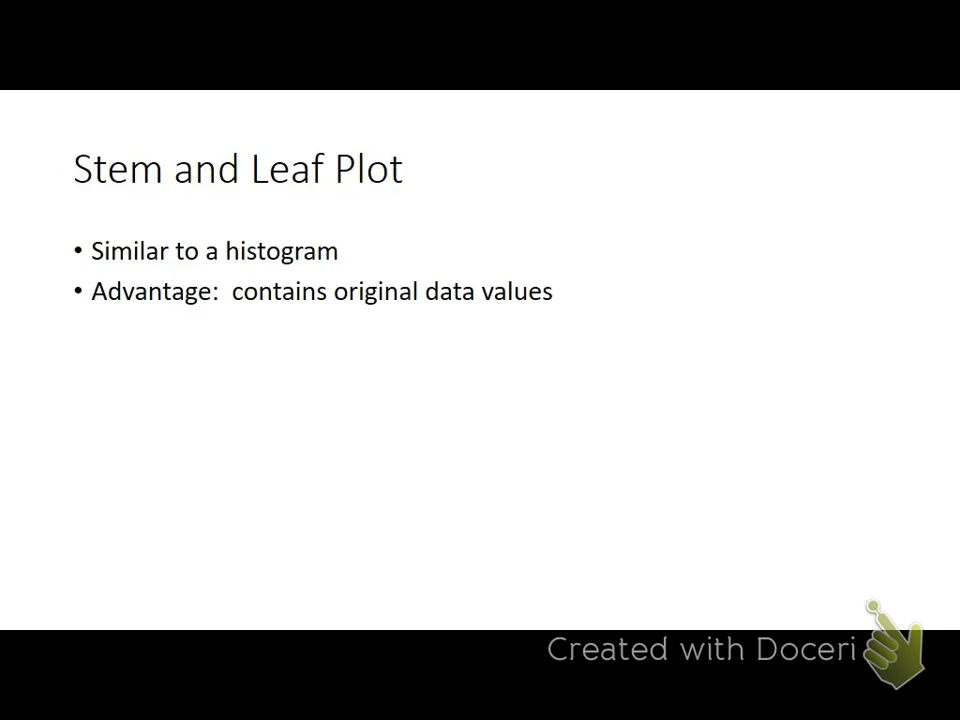 Stem and Leaf Plot
• Similar to a histogram
• Advantage:  contains original data values
Created with Doceri